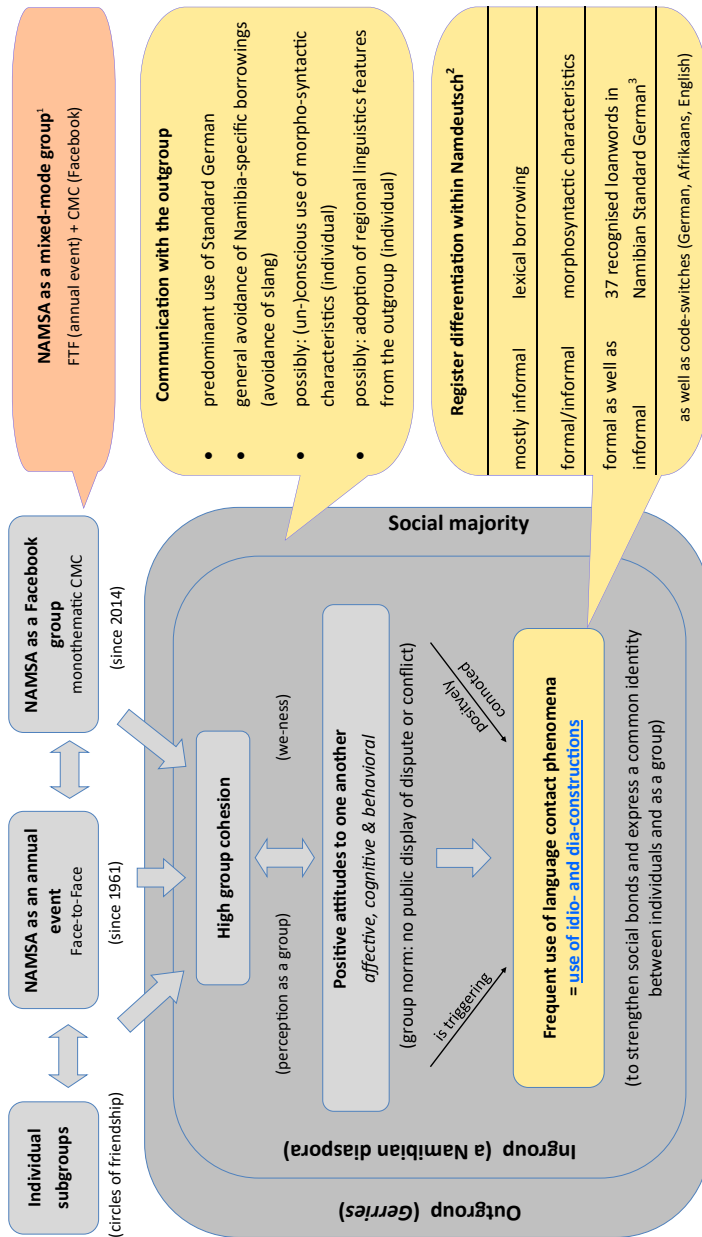 Individual
subgroups
(circles of friendship)
NAMSA as an annual
event
Face-to-Face
(since 1961)
NAMSA as a Facebook
group
monothematic CMC
(since 2014)
NAMSA as a mixed-mode group¹
FTF (annual event) + CMC (Facebook)
Outgroup (Gerries)
Ingroup (a Namibian diaspora)
Social majority
High group cohesion
(perception as a group)
(we-ness)
Positive attitudes to one another
affective, cognitive & behavioral
(group norm: no public display of dispute or conflict)
is triggering
positvely
connoted
Frequent use of language contact phenomena
= use of idio- and dia-constructions
(to strengthen social bonds and express a common identity
between individuals and as a group)
Communication with the outgroup
• predominant use of Standard German
• general avoidance of Namibia-specific borrowings
(avoidance of slang)
• possibly: (un-)conscious use of morpho-syntactic
characteristics (individual)
• possibly: adoption of regional linguistics features
from the outgroup (individual)
Register differentiation within Namdeutsch²
mostly informal lexical borrowing
formal/informal morphosyntactic characteristics
formal as well as 37 recognised loanwords in
informal Namibian Standard German³
as well as code-switches (German, Afrikaans, English)